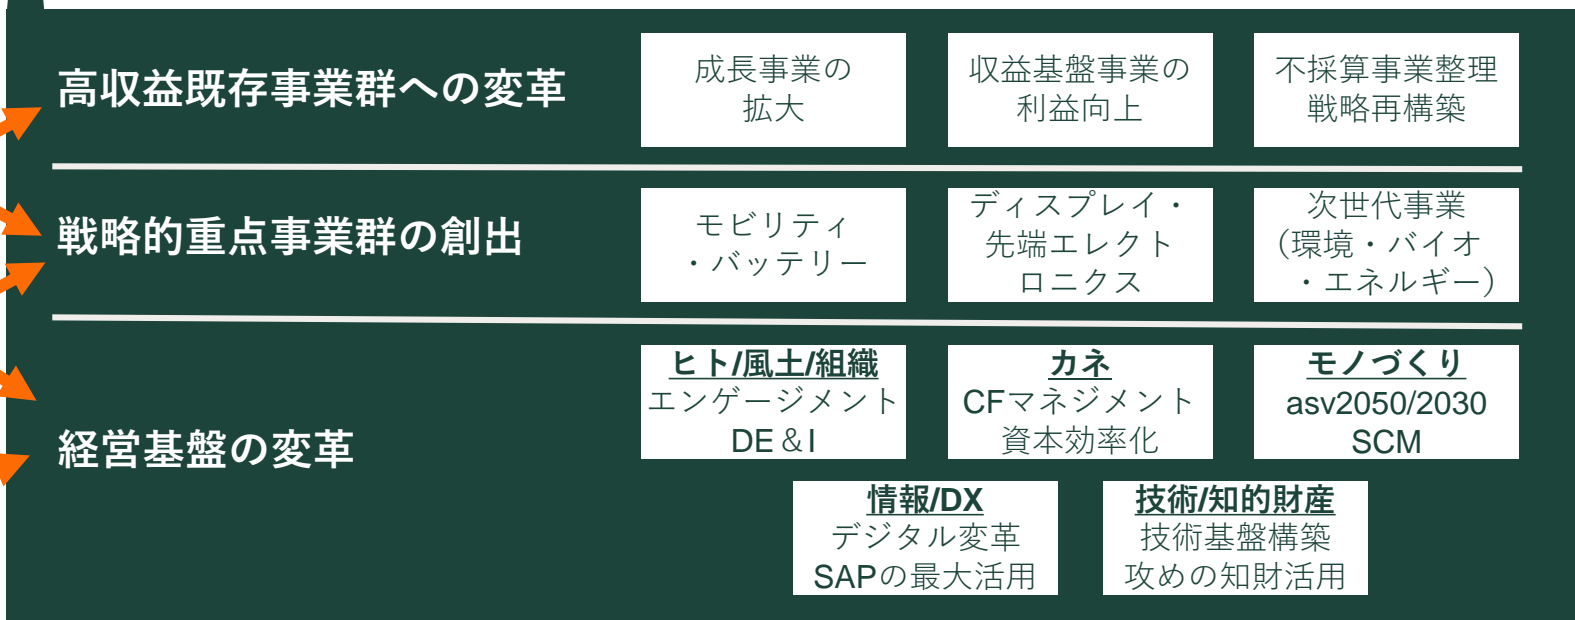 高収益既存事業群への変革
成長事業の
拡大
収益基盤事業の
利益向上
不採算事業整理
戦略再構築
戦略的重点事業群の創出
モビリティ
・バッテリー
ディスプレイ・
先端エレクト
ロニクス
次世代事業
（環境・バイオ
・エネルギー）
経営基盤の変革
ヒト/風土/組織
エンゲージメント
DE＆I
カネ
CFマネジメント
資本効率化
モノづくり
asv2050/2030
SCM
情報/DX
デジタル変革
SAPの最大活用
技術/知的財産
技術基盤構築
攻めの知財活用